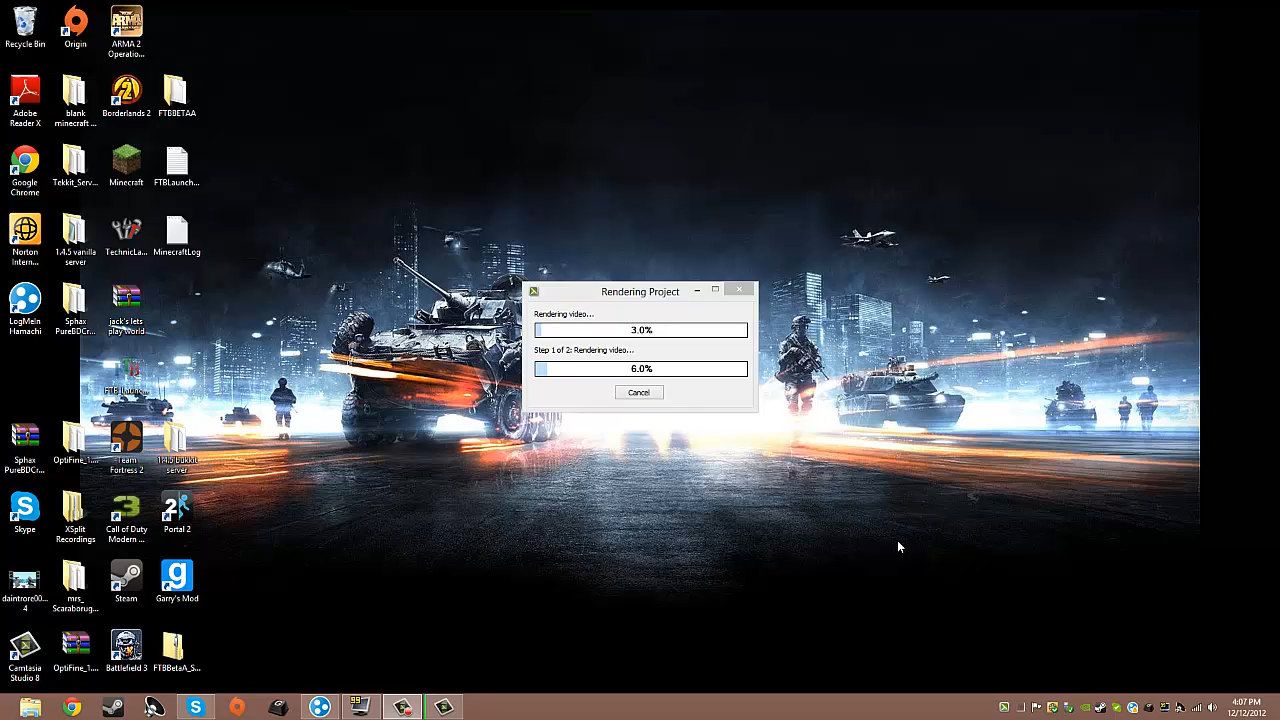 Recycle Bin
Origin
ARMA 2
Operatio...
Adobe
Reader X
blank
minecraft ...
Borderlands 2
FTBBETAA
Google
Chrome
Tekkit_Serv...
Minecraft
FTBLaunch...
Norton
Intern...
1.4.5 vanilla
server
TechnicLa...
MinecraftLog
LogMeIn
Hamachi
Sphax
PureBDCr...
jack's lets
play world
FTB Launc...
Sphax
PureBDCr...
OptiFine_1....
Team
Fortress 2
1.4.5 bukkit
server
Skype
XSplit
Recordings
Call of Duty
Modern ...
Portal 2
daintrore00...
4
mrs_
Scaraborug...
Steam
Garry's Mod
Camtasia
Studio 8
OptiFine_1....
Battlefield 3
FTBBetaA_S...
Rendering Project
Rendering video...
3.0%
Step 1 of 2: Rendering video...
6.0%
Cancel
99
4:07 PM
12/12/2012